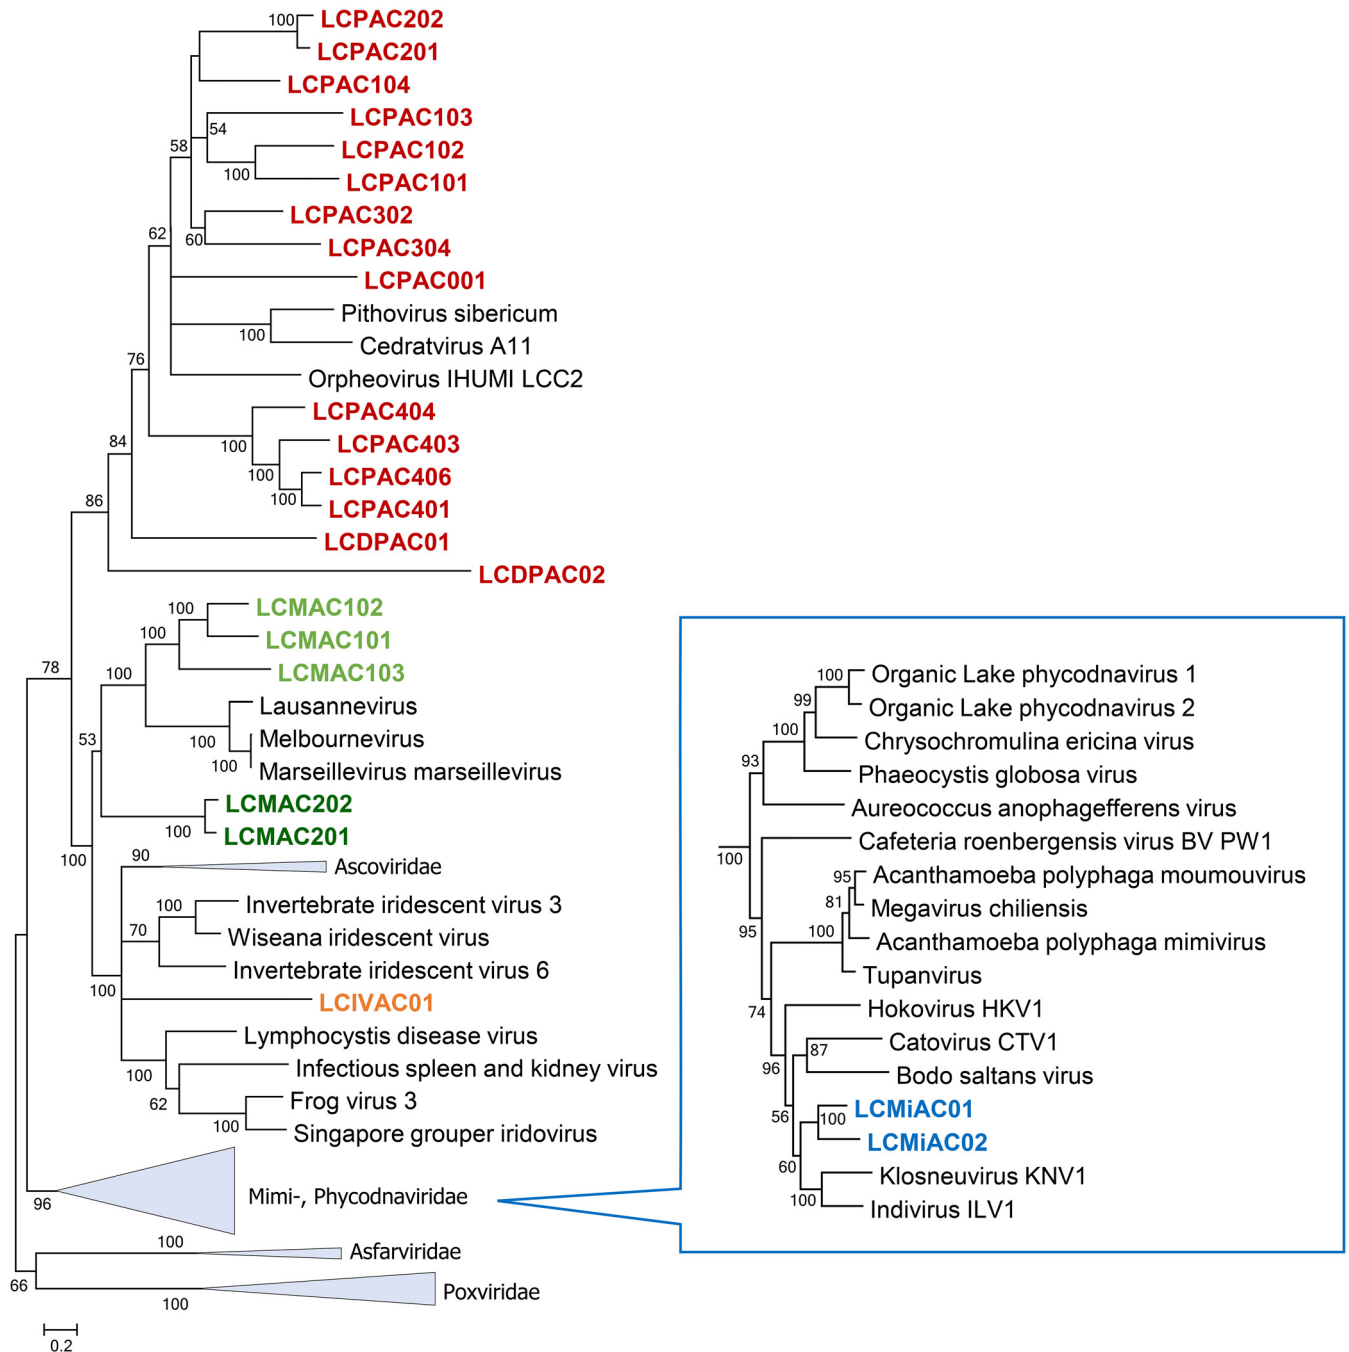 100
LCPAC202
LCPAC201
LCPAC104
LCPAC103
54
58
LCPAC102
100
LCPAC101
LCPAC302
62
60
LCPAC304
LCPAC001
Pithovirus sibericum
100
Cedratvirus A11
76
Orpheovirus IHUMI LCC2
LCPAC404
84
100
LCPAC403
100
LCPAC406
100
LCPAC401
86
LCDPAC01
LCDPAC02
100
LCMAC102
100
LCMAC101
78
100
LCMAC103
Lausannevirus
53
100
Melbournevirus
100
Marseillevirus marseillevirus
LCMAC202
100
LCMAC201
100
90
Ascoviridae
100
Invertebrate iridescent virus 3
70
Wiseana iridescent virus
Invertebrate iridescent virus 6
100
LCIVAC01
Lymphocystis disease virus
100
Infectious spleen and kidney virus
62
Frog virus 3
100
Singapore grouper iridovirus
96
Mimi-, Phycodnaviridae
100
Asfarviridae
66
100
Poxviridae
0.2
100
Organic Lake phycodnavirus 1
99
Organic Lake phycodnavirus 2
100
Chrysochromulina ericina virus
93
Phaeocystis globosa virus
Aureococcus anophagefferens virus
100
Cafeteria roenbergensis virus BV PW1
95
Acanthamoeba polyphaga moumouvirus
81
Megavirus chiliensis
95
100
Acanthamoeba polyphaga mimivirus
Tupanvirus
74
Hokovirus HKV1
87
Catovirus CTV1
96
Bodo saltans virus
56
LCMiAC01
100
LCMiAC02
60
Klosneuvirus KNV1
100
Indivirus ILV1